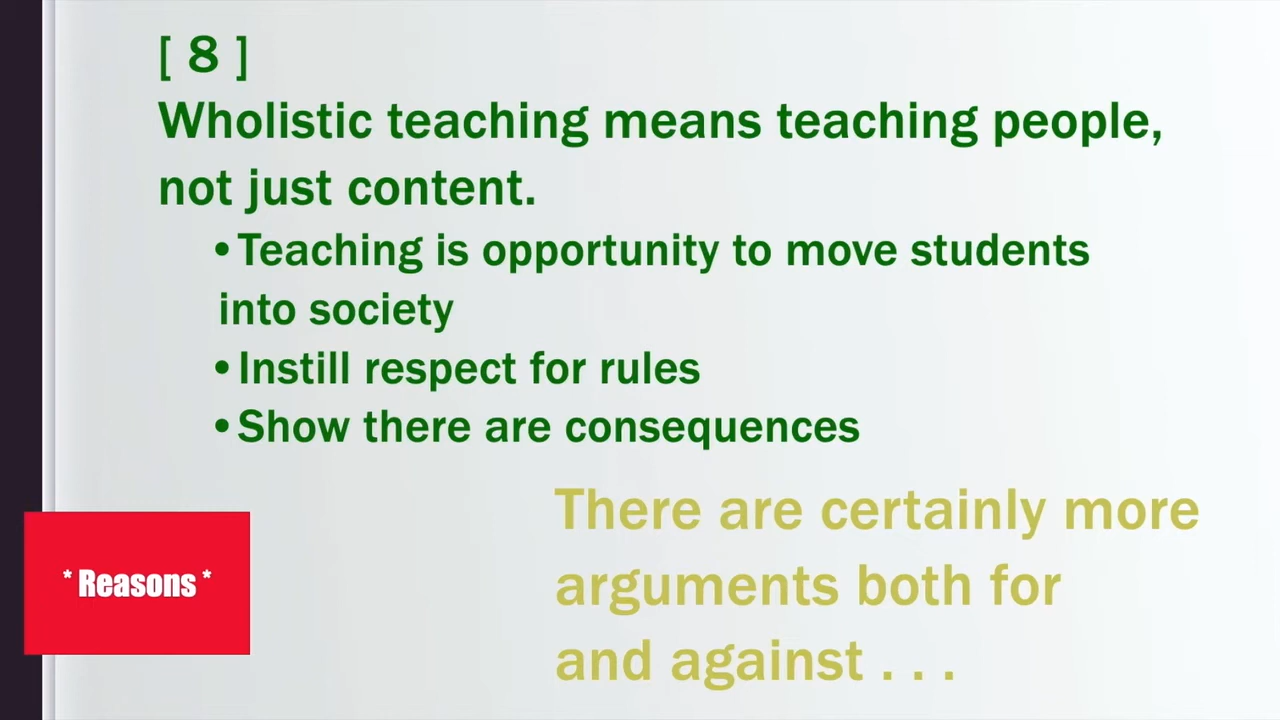 [ 8 ]
Wholistic teaching means teaching people,
not just content.
•Teaching is opportunity to move students
into society
•Instill respect for rules
•Show there are consequences
There are certainly more
arguments both for
and against . . .
* Reasons *